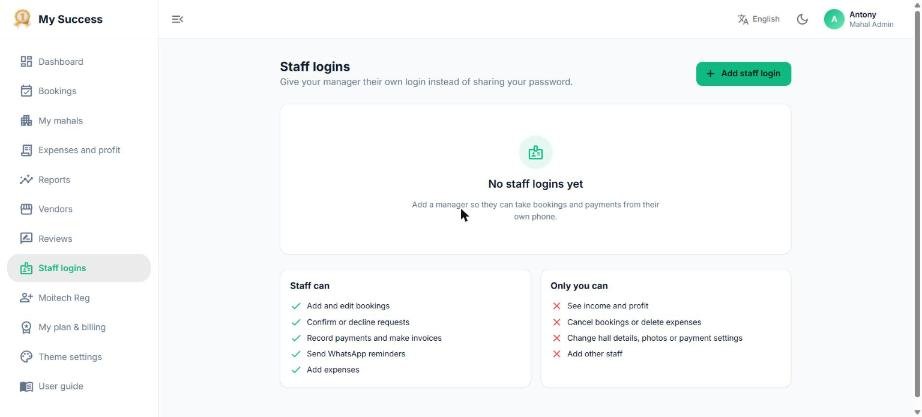 My Success
English
A
Antony
Mahal Admin
Dashboard
Bookings
My mahals
Expenses and profit
Reports
Vendors
Reviews
Staff logins
Moitech Reg
My plan & billing
Theme settings
User guide
Staff logins
Give your manager their own login instead of sharing your password.
+ Add staff login
No staff logins yet
Add a manager so they can take bookings and payments from their
own phone.
Staff can
Add and edit bookings
Confirm or decline requests
Record payments and make invoices
Send WhatsApp reminders
Add expenses
Only you can
See income and profit
Cancel bookings or delete expenses
Change hall details, photos or payment settings
Add other staff